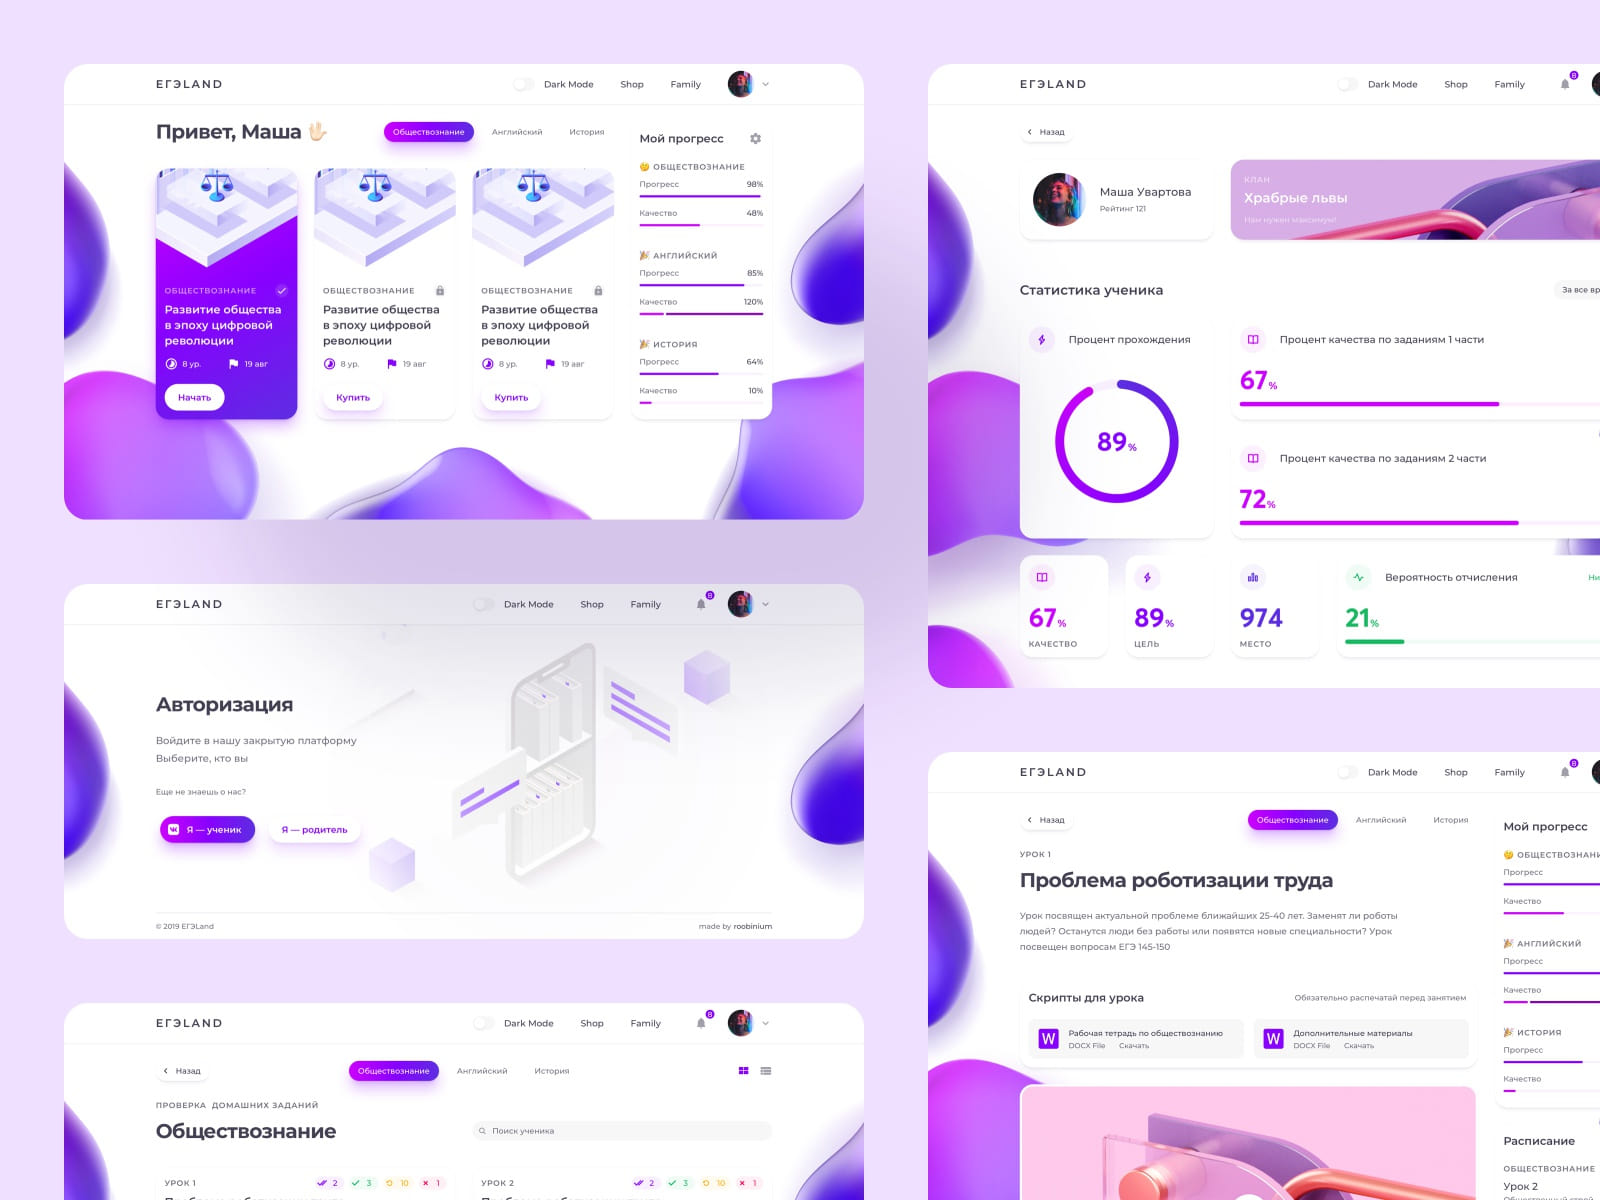 ЕГЭLAND
Dark Mode
Shop
Family
Привет, Маша
Обществознание
Английский
История
ОБЩЕСТВОЗНАНИЕ
Развитие общества
в эпоху цифровой
революции
8 ур.
19 авг
Начать
ОБЩЕСТВОЗНАНИЕ
Развитие общества
в эпоху цифровой
революции
8 ур.
19 авг
Купить
ОБЩЕСТВОЗНАНИЕ
Развитие общества
в эпоху цифровой
революции
8 ур.
19 авг
Купить
Мой прогресс
ОБЩЕСТВОЗНАНИЕ
Прогресс 98%
Качество 48%
АНГЛИЙСКИЙ
Прогресс 85%
Качество 120%
ИСТОРИЯ
Прогресс 64%
Качество 10%
ЕГЭLAND
Dark Mode
Shop
Family
8
Авторизация
Войдите в нашу закрытую платформу
Выберите, кто вы
Еще не знаешь о нас?
Я — ученик
Я — родитель
© 2019 ЕГЭLand
made by roobinium
ЕГЭLAND
Dark Mode
Shop
Family
8
Назад
Обществознание
Английский
История
ПРОВЕРКА ДОМАШНИХ ЗАДАНИЙ
Обществознание
Поиск ученика
УРОК 1
2 3 10 1
УРОК 2
2 3 10 1
ЕГЭLAND
Dark Mode
Shop
Family
8
Назад
Маша Увартова
Рейтинг 121
КЛАН
Храбрые львы
Нам нужен максимум!
Статистика ученика
За все вр
Процент прохождения
89%
Процент качества по заданиям 1 части
67%
Процент качества по заданиям 2 части
72%
67%
КАЧЕСТВО
89%
ЦЕЛЬ
974
МЕСТО
Вероятность отчисления
Ни
21%
ЕГЭLAND
Dark Mode
Shop
Family
8
Назад
Обществознание
Английский
История
УРОК 1
Проблема роботизации труда
Урок посвящен актуальной проблеме ближайших 25-40 лет. Заменят ли роботы
людей? Останутся люди без работы или появятся новые специальности? Урок
посвещен вопросам ЕГЭ 145-150
Скрипты для урока
Обязательно распечатай перед занятием
W
Рабочая тетрадь по обществознанию
DOCX File Скачать
W
Дополнительные материалы
DOCX File Скачать
Мой прогресс
ОБЩЕСТВОЗНАНИ
Прогресс
Качество
АНГЛИЙСКИЙ
Прогресс
Качество
ИСТОРИЯ
Прогресс
Качество
Расписание
ОБЩЕСТВОЗНАНИЕ
Урок 2